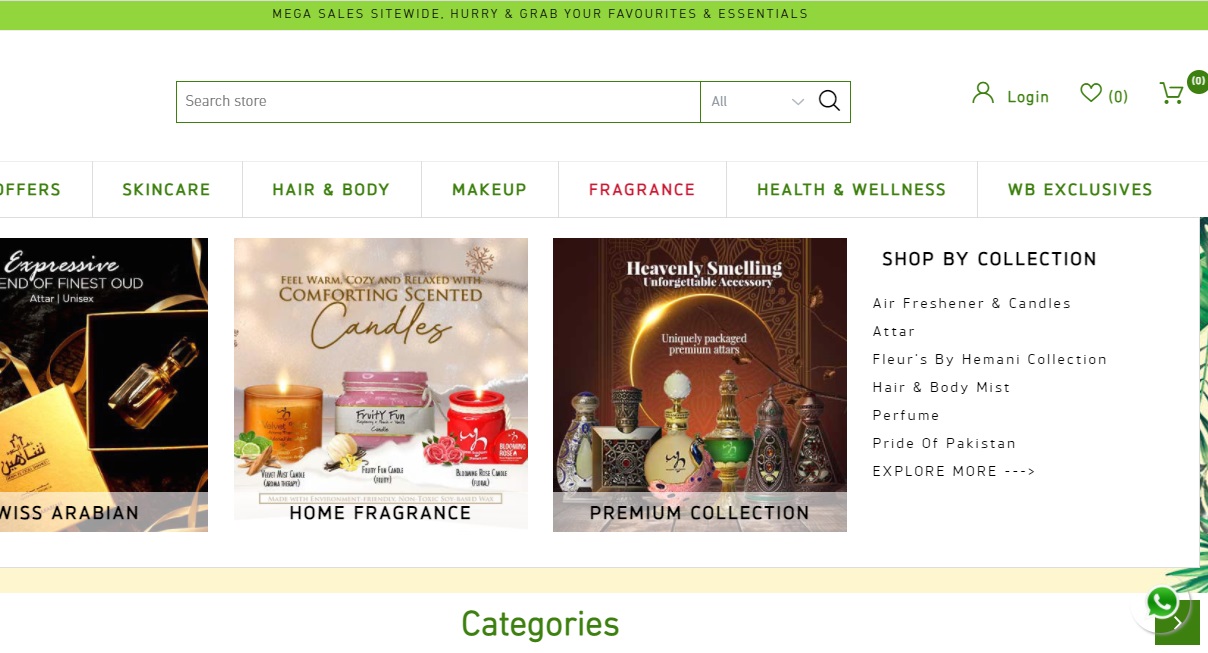 MEGA SALES SITEWIDE, HURRY & GRAB YOUR FAVOURITES & ESSENTIALS
Search store
All
Login
(0)
(0)
OFFERS
SKINCARE
HAIR & BODY
MAKEUP
FRAGRANCE
HEALTH & WELLNESS
WB EXCLUSIVES
Expressive
END OF FINEST OUD
Attar | Unisex
WISS ARABIAN
FEEL WARM, COZY AND RELAXED WITH
COMFORTING SCENTED
Candles
Fruity Fun
Candle
BLOOMING
ROSE
VELVET MIST CANDLE
(AROMA THERAPY)
FRUITY FUN CANDLE
(FRUITY)
BLOOMING ROSE CANDLE
(FLORAL)
MADE WITH ENVIRONMENT-FRIENDLY, NON-TOXIC SOY-BASED WAX
HOME FRAGRANCE
Heavenly Smelling
Unforgettable Accessory
Uniquely packaged
premium attars
PREMIUM COLLECTION
SHOP BY COLLECTION
Air Freshener & Candles
Attar
Fleur's By Hemani Collection
Hair & Body Mist
Perfume
Pride Of Pakistan
EXPLORE MORE --->
Categories